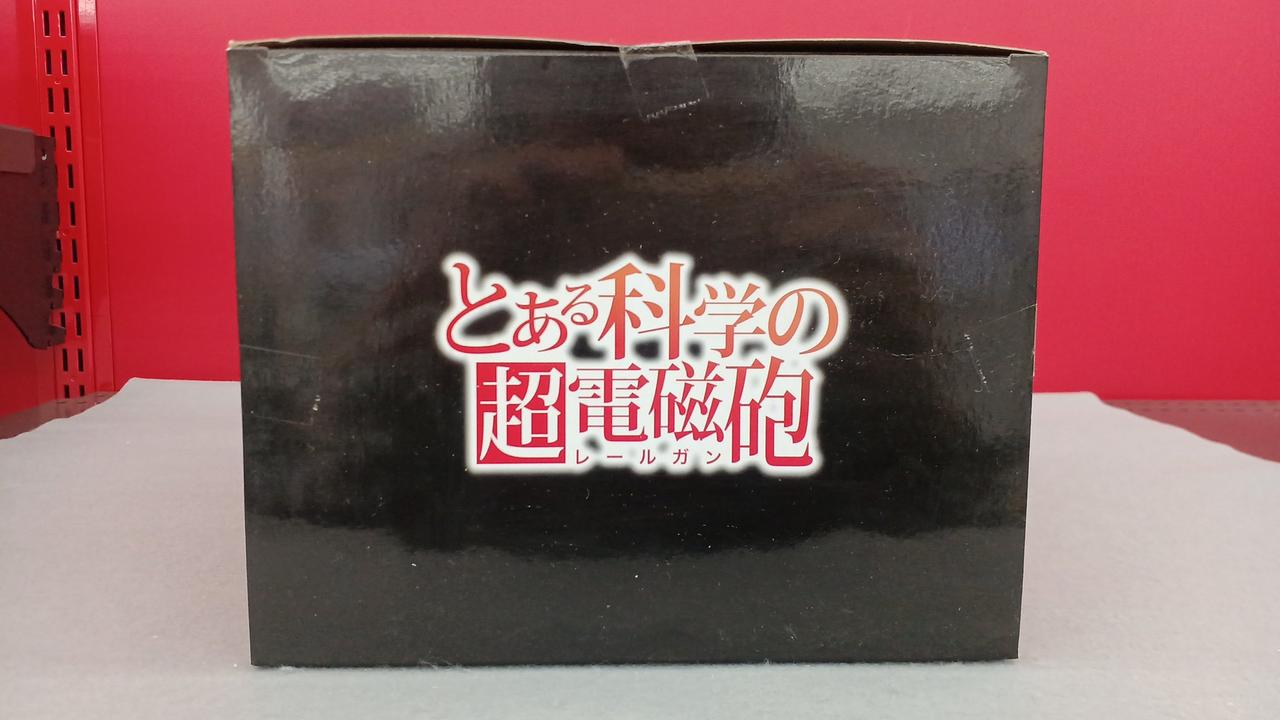 とある科学の
超電磁砲
レールガン